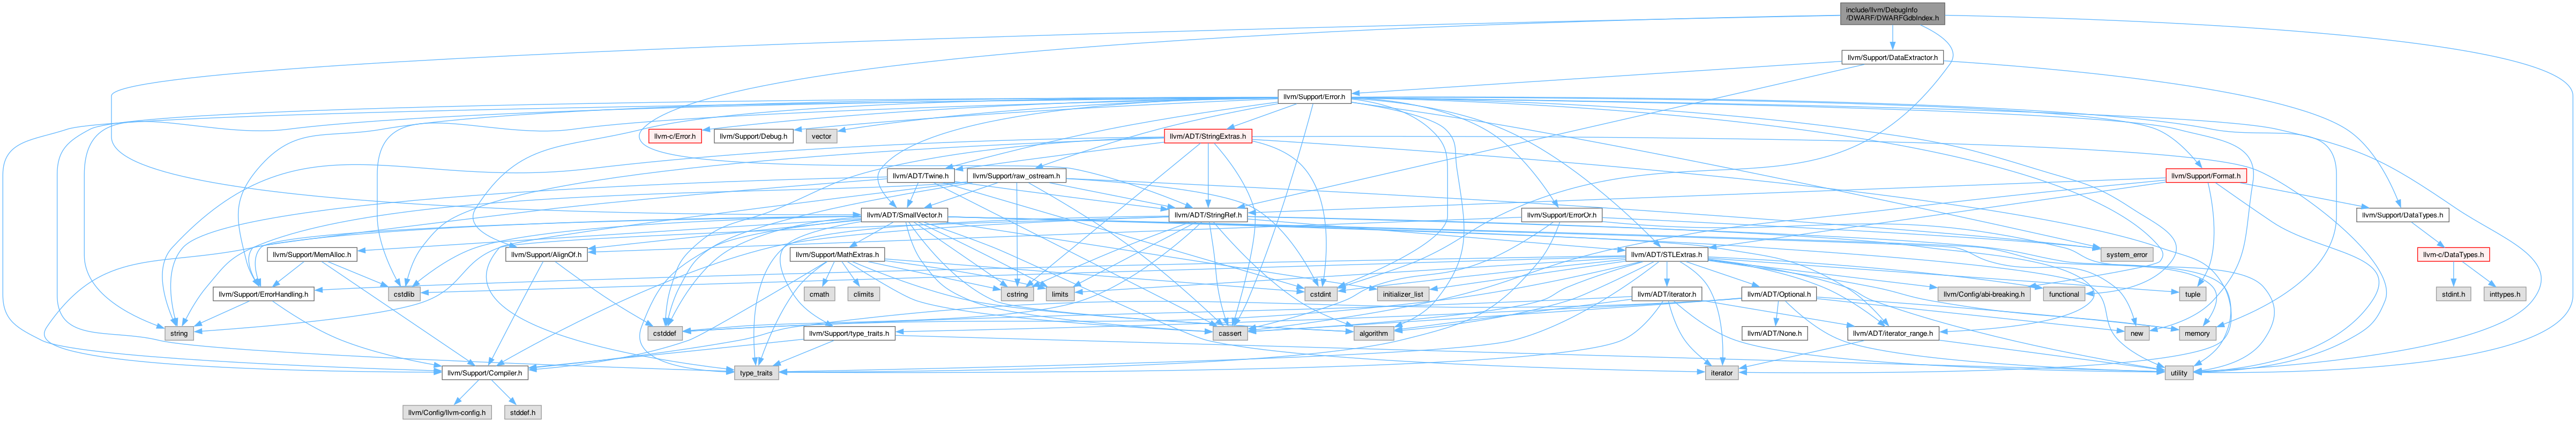 include/llvm/DebugInfo
/DWARF/DWARFGdbIndex.h
llvm/Support/DataExtractor.h
llvm/Support/Error.h
llvm-c/Error.h
llvm/Support/Debug.h
vector
llvm/ADT/StringExtras.h
llvm/ADT/Twine.h
llvm/Support/raw_ostream.h
llvm/Support/Format.h
llvm/ADT/SmallVector.h
llvm/ADT/StringRef.h
llvm/Support/ErrorOr.h
llvm/Support/DataTypes.h
llvm/Support/MemAlloc.h
llvm/Support/AlignOf.h
llvm/Support/MathExtras.h
llvm/ADT/STLExtras.h
system_error
llvm-c/DataTypes.h
llvm/Support/ErrorHandling.h
cstdlib
cmath
climits
cstring
limits
cstdint
initializer_list
llvm/ADT/iterator.h
llvm/ADT/Optional.h
llvm/Config/abi-breaking.h
functional
tuple
stdint.h
inttypes.h
string
cstddef
llvm/Support/type_traits.h
cassert
algorithm
llvm/ADT/None.h
llvm/ADT/iterator_range.h
new
memory
llvm/Support/Compiler.h
type_traits
iterator
utility
llvm/Config/llvm-config.h
stddef.h